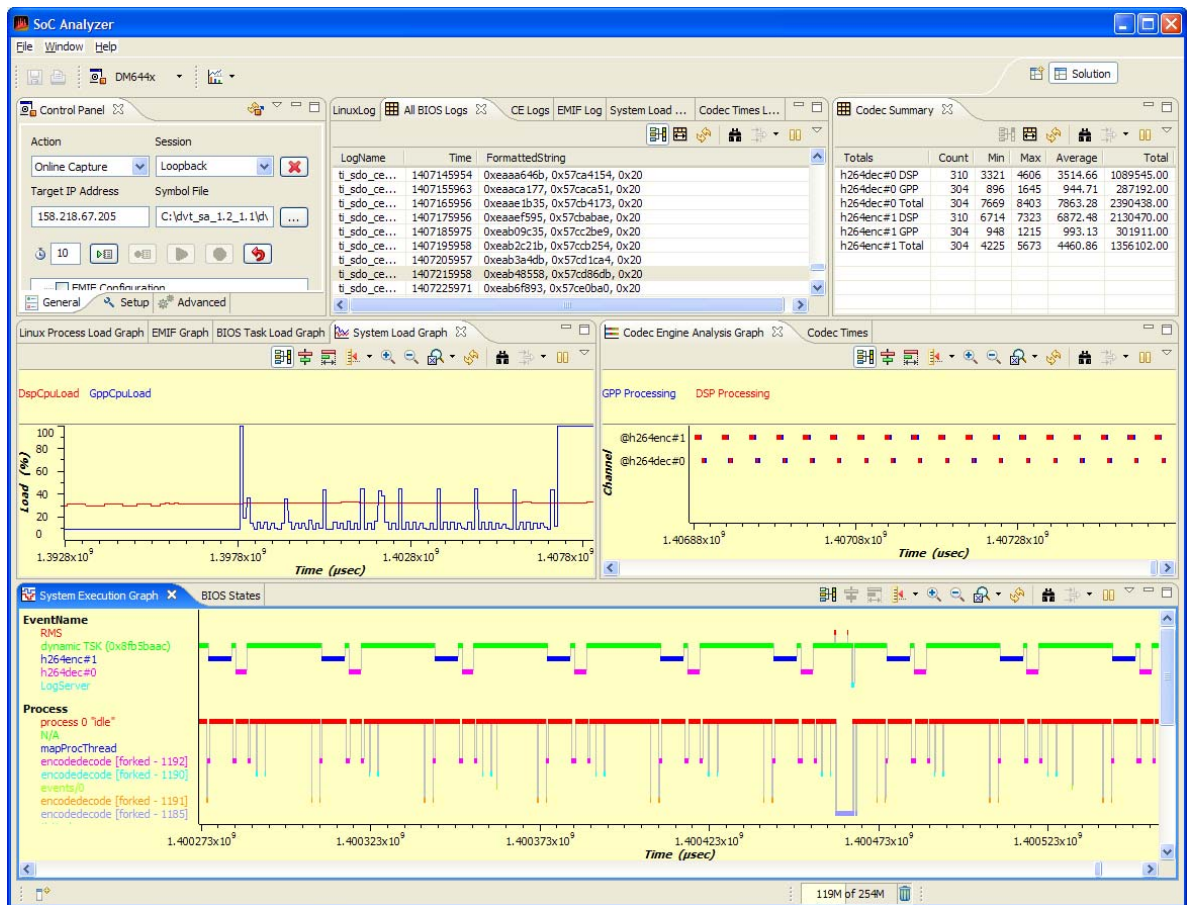 SoC Analyzer
File Window Help
DM644x
Solution
Control Panel
Action Session
Online Capture Loopback
Target IP Address Symbol File
158.218.67.205 C:\dvt_sa_1.2_1.1\d\ ...
10
EMIF Configuration
General Setup Advanced
LinuxLog All BIOS Logs CE Logs EMIF Log System Load ... Codec Times L...
LogName Time FormattedString
ti_sdo_ce... 1407145954 0xeaaa646b, 0x57ca4154, 0x20
ti_sdo_ce... 1407155963 0xeaaca177, 0x57caca51, 0x20
ti_sdo_ce... 1407165956 0xeaae1b35, 0x57cb4173, 0x20
ti_sdo_ce... 1407175956 0xeaaef595, 0x57cbabae, 0x20
ti_sdo_ce... 1407185975 0xeab09c35, 0x57cc2be9, 0x20
ti_sdo_ce... 1407195958 0xeab2c21b, 0x57ccb254, 0x20
ti_sdo_ce... 1407205957 0xeab3a4db, 0x57cd1ca4, 0x20
ti_sdo_ce... 1407215958 0xeab48558, 0x57cd86db, 0x20
ti_sdo_ce... 1407225971 0xeab6f893, 0x57ce0ba0, 0x20
Codec Summary
Totals Count Min Max Average Total
h264dec#0 DSP 310 3321 4606 3514.66 1089545.00
h264dec#0 GPP 304 896 1645 944.71 287192.00
h264dec#0 Total 304 7669 8403 7863.28 2390438.00
h264enc#1 DSP 310 6714 7323 6872.48 2130470.00
h264enc#1 GPP 304 948 1215 993.13 301911.00
h264enc#1 Total 304 4225 5673 4460.86 1356102.00
Linux Process Load Graph EMIF Graph BIOS Task Load Graph System Load Graph
DspCpuLoad GppCpuLoad
Load (%)
100
80
60
40
20
0
1.3928x10⁹ 1.3978x10⁹ 1.4028x10⁹ 1.4078x10⁹
Time (µsec)
Codec Engine Analysis Graph Codec Times
GPP Processing DSP Processing
Channel
@h264enc#1
@h264dec#0
1.40688x10⁹ 1.40708x10⁹ 1.40728x10⁹
Time (usec)
System Execution Graph BIOS States
EventName
RMS
dynamic TSK (0x8fb5baac)
h264enc#1
h264dec#0
LogServer
Process
process 0 "idle"
N/A
mapProcThread
encodedecode [forked - 1192]
encodedecode [forked - 1190]
events/0
encodedecode [forked - 1191]
encodedecode [forked - 1185]
1.400273x10⁹ 1.400323x10⁹ 1.400373x10⁹ 1.400423x10⁹ 1.400473x10⁹ 1.400523x10⁹
Time (µsec)
119M of 254M